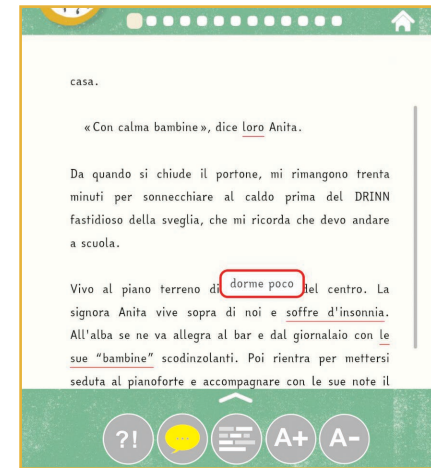 casa.
«Con calma bambine», dice loro Anita.
Da quando si chiude il portone, mi rimangono trenta
minuti per sonnecchiare al caldo prima del DRINN
fastidioso della sveglia, che mi ricorda che devo andare
a scuola.
dorme poco
Vivo al piano terreno di del centro. La
signora Anita vive sopra di noi e soffre d'insonnia.
All'alba se ne va allegra al bar e dal giornalaio con le
sue “bambine” scodinzolanti. Poi rientra per mettersi
seduta al pianoforte e accompagnare con le sue note il
?! ... A+ A-